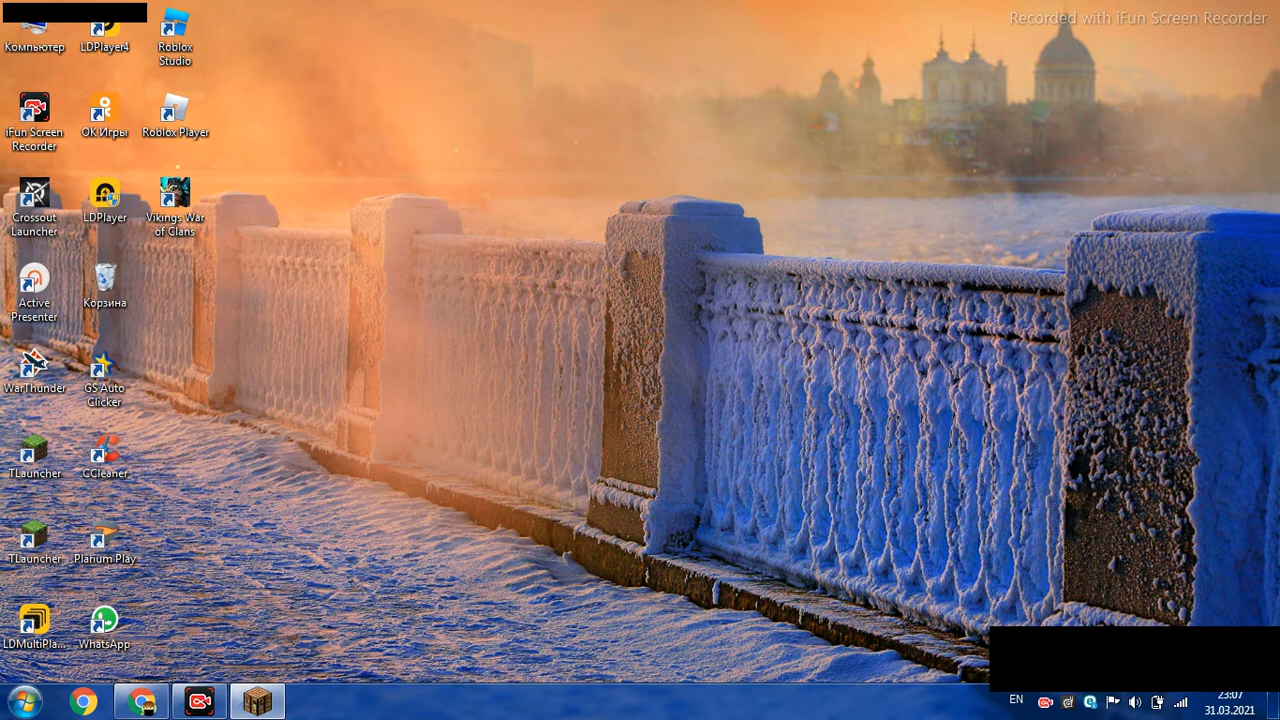 Recorded with iFun Screen Recorder
Компьютер
LDPlayer4
Roblox
Studio
iFun Screen
Recorder
ОК Игры
Roblox Player
Crossout
Launcher
LDPlayer
Vikings War
of Clans
Active
Presenter
Корзина
WarThunder
GS Auto
Clicker
TLauncher
CCleaner
TLauncher
Plarium Play
LDMultiPla...
WhatsApp
EN
23:07
31.03.2021